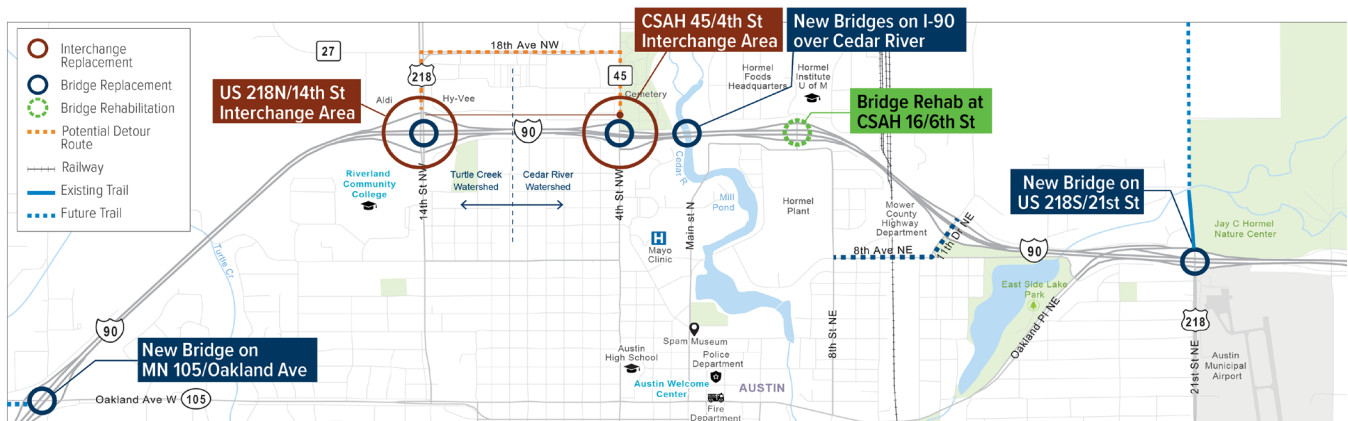 Interchange
Replacement
Bridge Replacement
Bridge Rehabilitation
Potential Detour
Route
Railway
Existing Trail
Future Trail
27
18th Ave NW
CSAH 45/4th St
Interchange Area
New Bridges on I-90
over Cedar River
218
45
US 218N/14th St
Interchange Area
Aldi
Hy-Vee
Cemetery
Hormel
Foods
Headquarters
Hormel
Institute
U of M
Bridge Rehab at
CSAH 16/6th St
90
Riverland
Community
College
14th St NW
Turtle Creek
Watershed
Cedar River
Watershed
4th St NW
Cedar R
Main st N
Mill
Pond
Hormel
Plant
Mower
County
Highway
Department
New Bridge on
US 218S/21st St
Jay C Hormel
Nature Center
H
Mayo
Clinic
8th Ave NE
11th Dr NE
90
Turtle Cr
East Side Lake
Park
Oakland Pl NE
8th St NE
218
21st St NE
Austin
Municipal
Airport
90
New Bridge on
MN 105/Oakland Ave
Oakland Ave W
105
Spam Museum
Austin
High School
Police
Department
Austin Welcome
Center
AUSTIN
Fire
Department